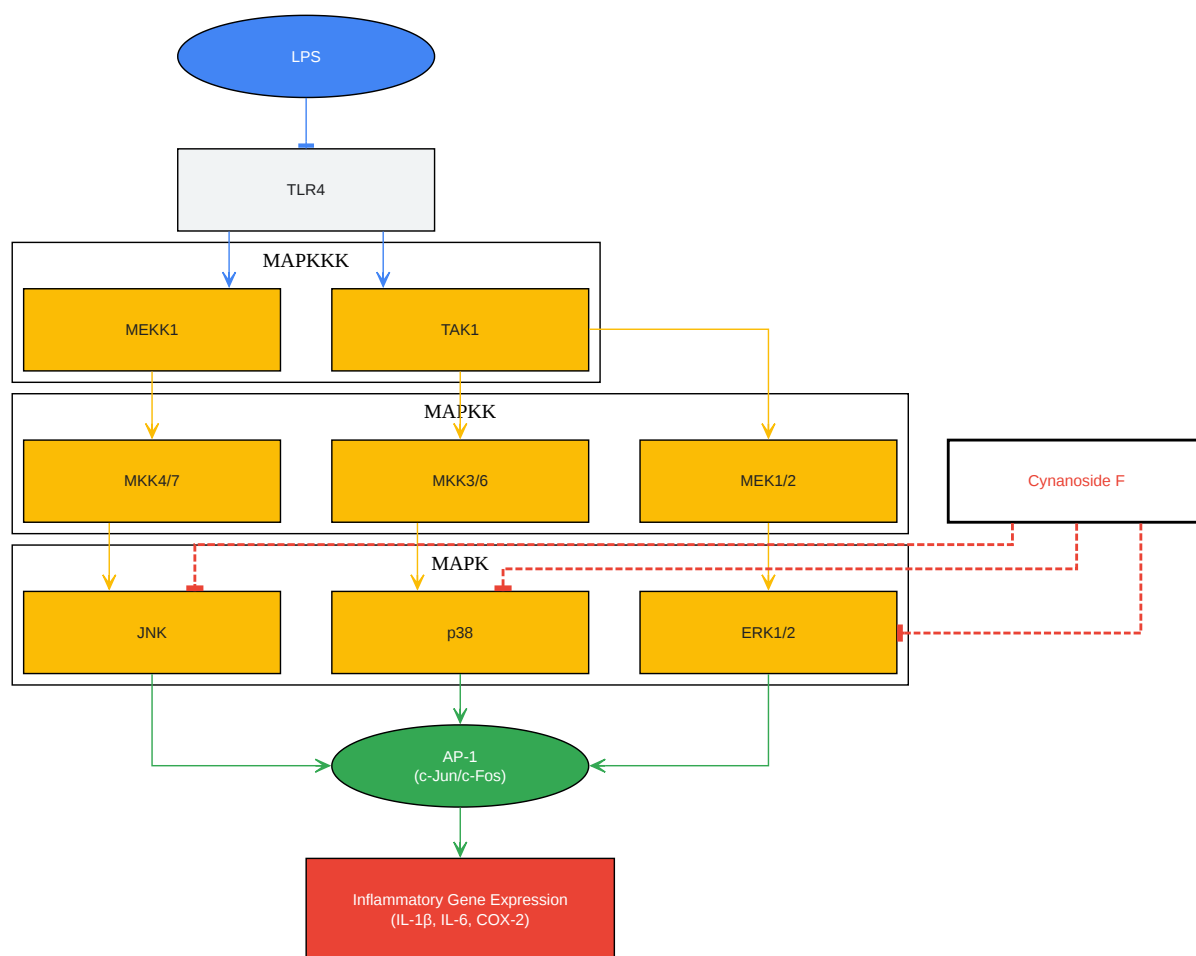 LPS
TLR4
MAPKKK
MEKK1
TAK1
MAPKK
MKK4/7
MKK3/6
MEK1/2
Cynanoside F
MAPK
JNK
p38
ERK1/2
AP-1
(c-Jun/c-Fos)
Inflammatory Gene Expression
(IL-1β, IL-6, COX-2)